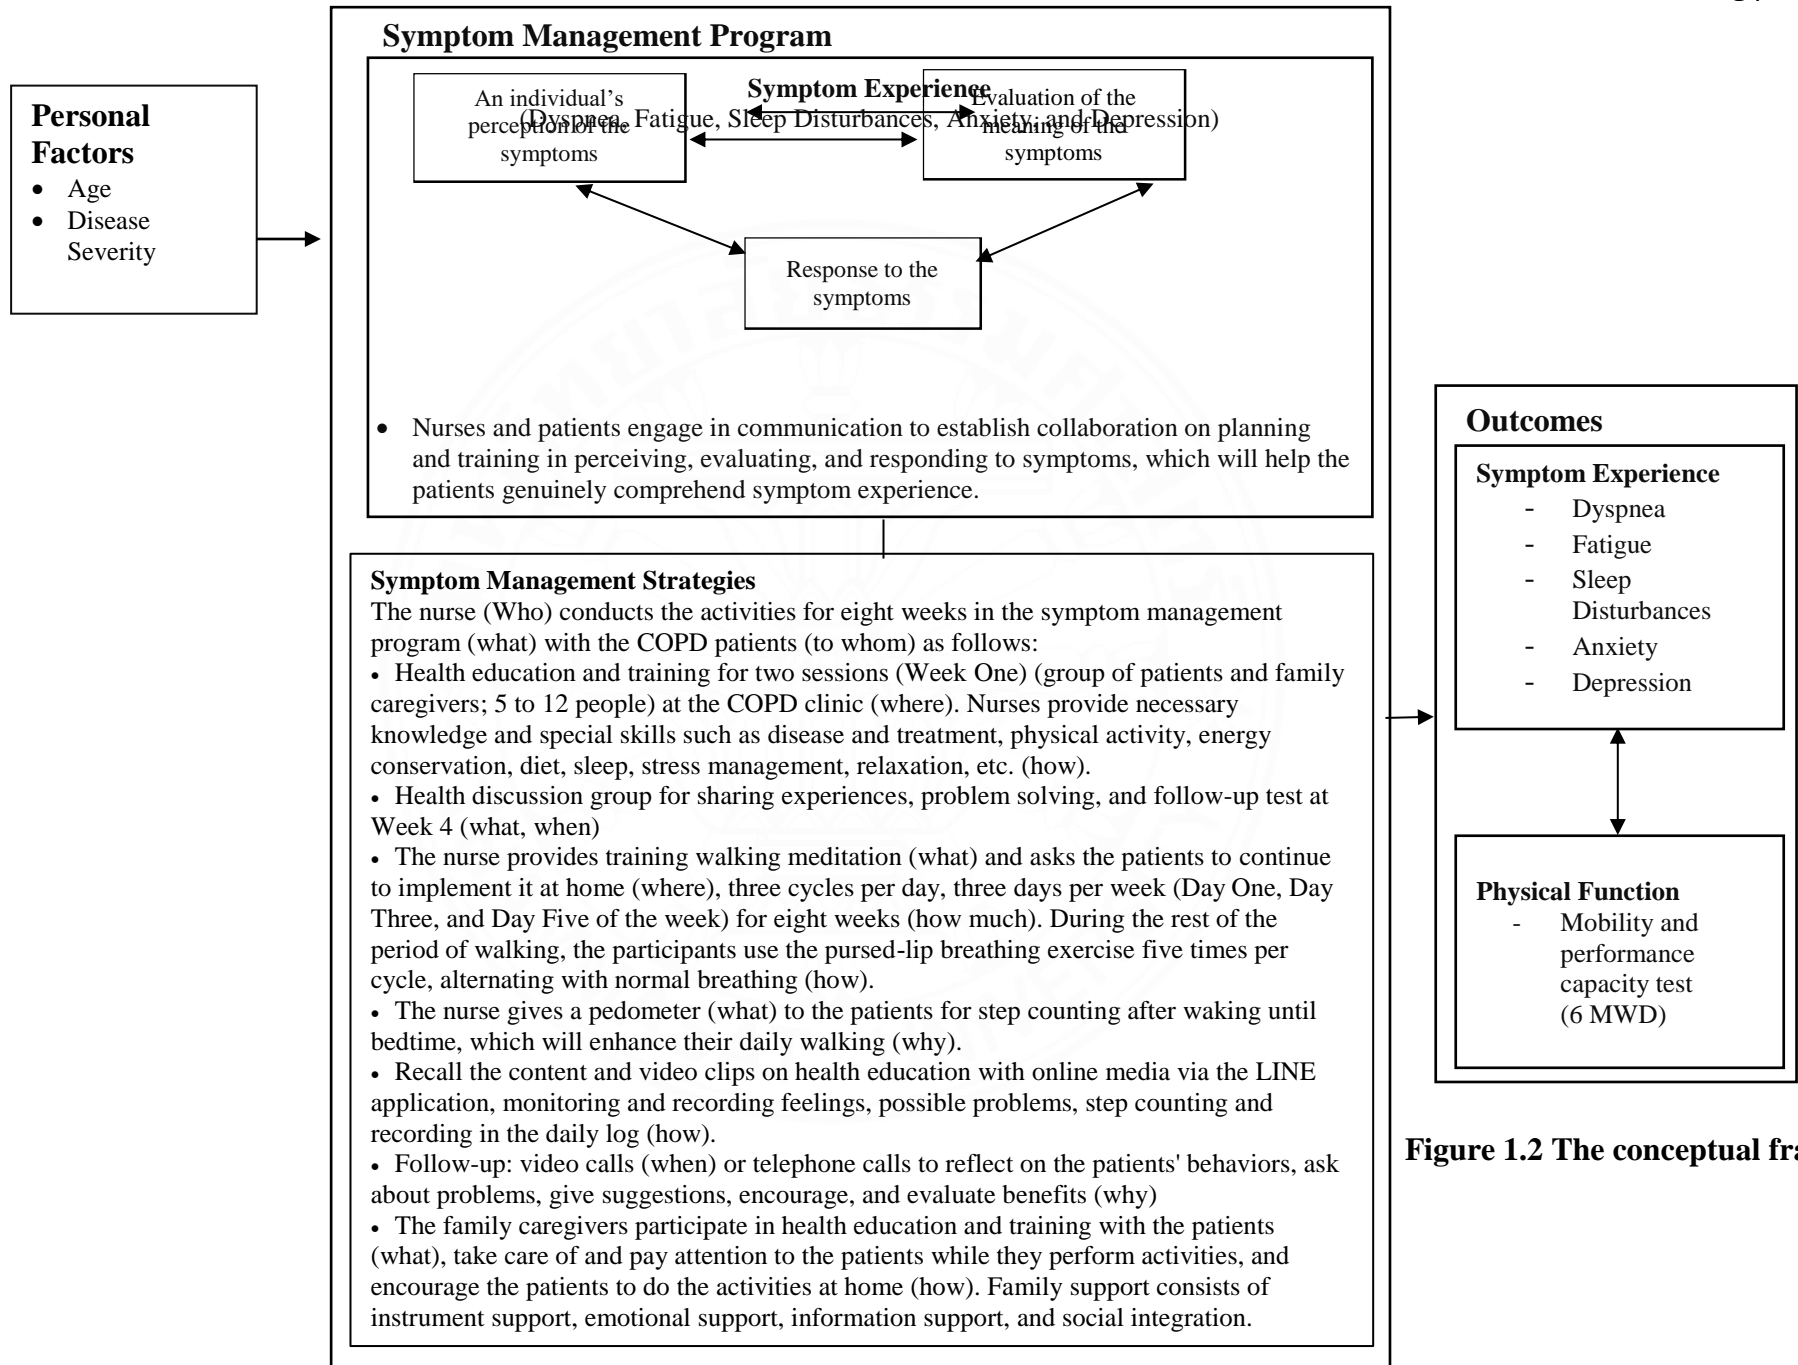 Symptom Management Program
Personal
Factors
• Age
• Disease
Severity
Symptom Experience
(Dyspnea, Fatigue, Sleep Disturbances, Anxiety, and Depression)
An individual's
perception of the
symptoms
Evaluation of the
meaning of the
symptoms
Response to the
symptoms
• Nurses and patients engage in communication to establish collaboration on planning
and training in perceiving, evaluating, and responding to symptoms, which will help the
patients genuinely comprehend symptom experience.
Symptom Management Strategies
The nurse (Who) conducts the activities for eight weeks in the symptom management
program (what) with the COPD patients (to whom) as follows:
• Health education and training for two sessions (Week One) (group of patients and family
caregivers; 5 to 12 people) at the COPD clinic (where). Nurses provide necessary
knowledge and special skills such as disease and treatment, physical activity, energy
conservation, diet, sleep, stress management, relaxation, etc. (how).
• Health discussion group for sharing experiences, problem solving, and follow-up test at
Week 4 (what, when)
• The nurse provides training walking meditation (what) and asks the patients to continue
to implement it at home (where), three cycles per day, three days per week (Day One, Day
Three, and Day Five of the week) for eight weeks (how much). During the rest of the
period of walking, the participants use the pursed-lip breathing exercise five times per
cycle, alternating with normal breathing (how).
• The nurse gives a pedometer (what) to the patients for step counting after waking until
bedtime, which will enhance their daily walking (why).
• Recall the content and video clips on health education with online media via the LINE
application, monitoring and recording feelings, possible problems, step counting and
recording in the daily log (how).
• Follow-up: video calls (when) or telephone calls to reflect on the patients' behaviors, ask
about problems, give suggestions, encourage, and evaluate benefits (why)
• The family caregivers participate in health education and training with the patients
(what), take care of and pay attention to the patients while they perform activities, and
encourage the patients to do the activities at home (how). Family support consists of
instrument support, emotional support, information support, and social integration.
Outcomes
Symptom Experience
- Dyspnea
- Fatigue
- Sleep
Disturbances
- Anxiety
- Depression
Physical Function
- Mobility and
performance
capacity test
(6 MWD)
Figure 1.2 The conceptual fra